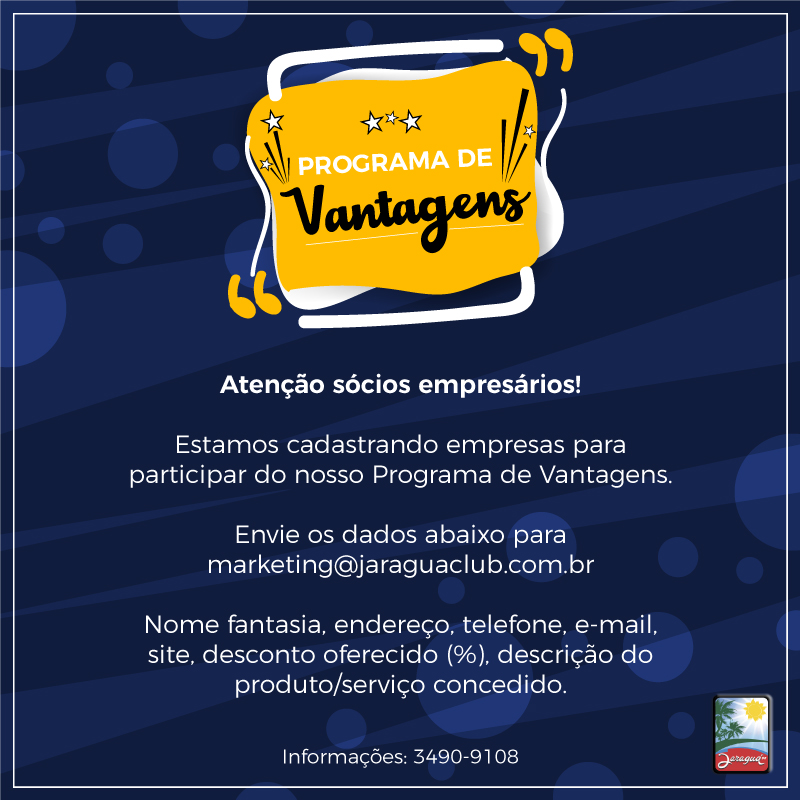 PROGRAMA DE
Vantagens
Atenção sócios empresários!
Estamos cadastrando empresas para
participar do nosso Programa de Vantagens.
Envie os dados abaixo para
marketing@jaraguaclub.com.br
Nome fantasia, endereço, telefone, e-mail,
site, desconto oferecido (%), descrição do
produto/serviço concedido.
Informações: 3490-9108
Jaraguá